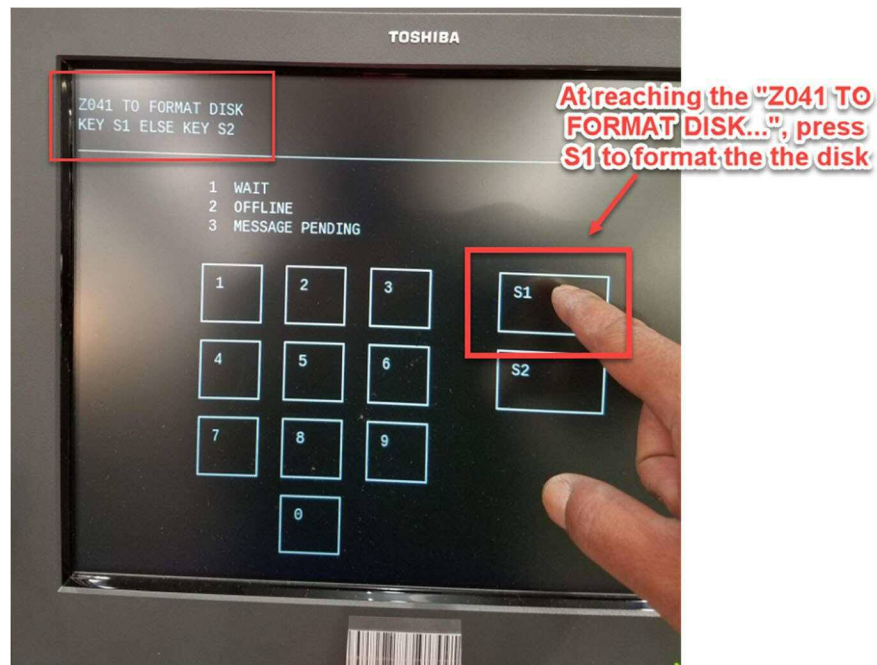 TOSHIBA
Z041 TO FORMAT DISK
KEY S1 ELSE KEY S2
At reaching the "Z041 TO
FORMAT DISK...", press
S1 to format the the disk
1 WAIT
2 OFFLINE
3 MESSAGE PENDING
1 2 3
S1
4 5 6
S2
7 8 9
0